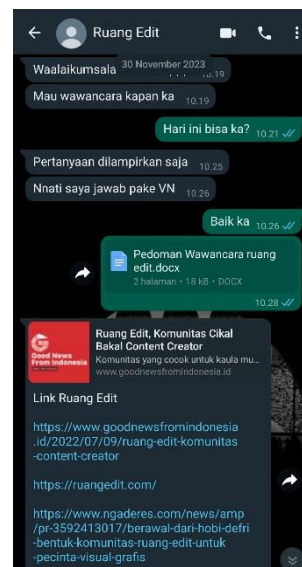 Ruang Edit
Waalaikumsala
30 November 2023
10.19
Mau wawancara kapan ka 10.19
Hari ini bisa ka? 10.21
Pertanyaan dilampirkan saja 10.25
Nnati saya jawab pake VN 10.26
Baik ka 10.26
Pedoman Wawancara ruang
edit.docx
2 halaman • 18 kB • DOCX
10.28
Good News
From Indonesia
Ruang Edit, Komunitas Cikal
Bakal Content Creator
Komunitas yang cocok untuk kaula mu...
www.goodnewsfromindonesia.id
Link Ruang Edit
https://www.goodnewsfromindonesia
.id/2022/07/09/ruang-edit-komunitas
-content-creator
https://ruangedit.com/
https://www.ngaderes.com/news/amp
/pr-3592413017/berawal-dari-hobi-defri
-bentuk-komunitas-ruang-edit-untuk
-pecinta-visual-grafis